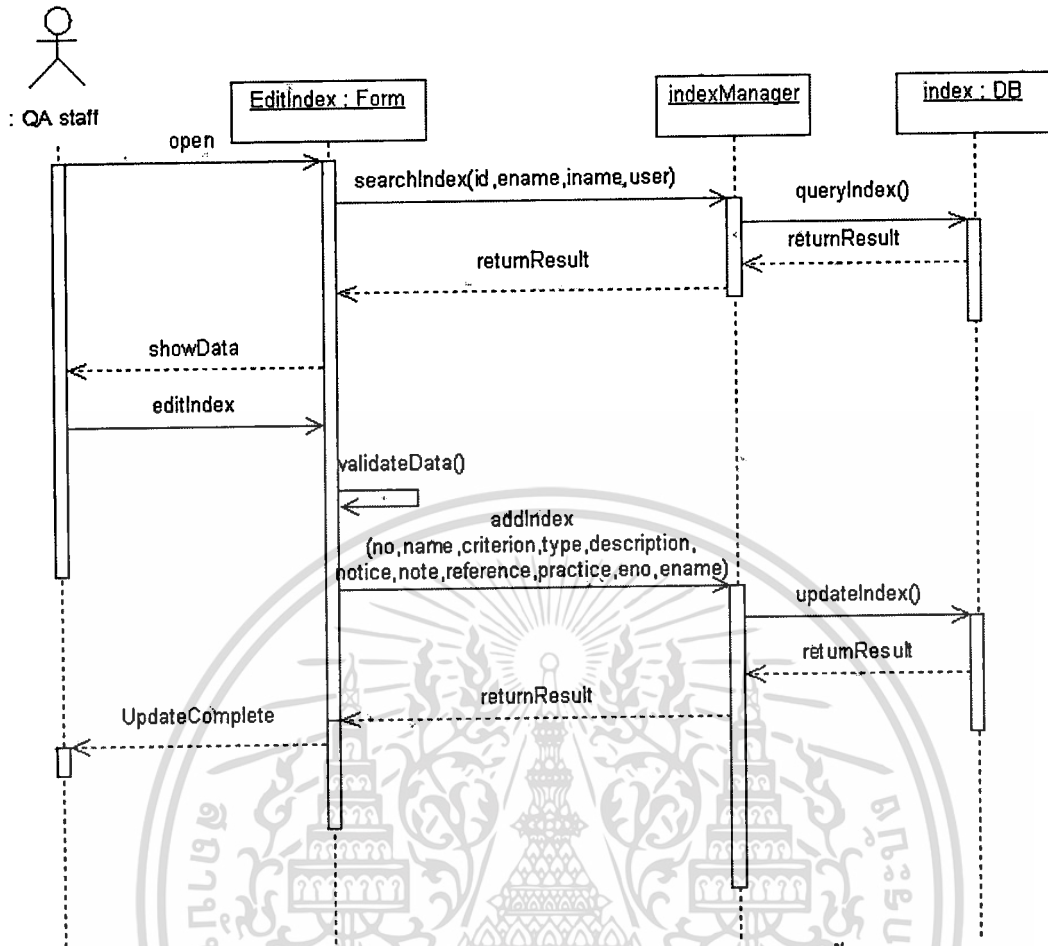 : QA staff
EditIndex : Form
indexManager
index : DB
open
searchIndex(id,ename,iname,user)
queryIndex()
returnResult
returnResult
showData
editIndex
validateData()
addIndex
(no,name,criterion,type,description,
notice,note,reference,practice,eno,ename)
updateIndex()
returnResult
returnResult
UpdateComplete